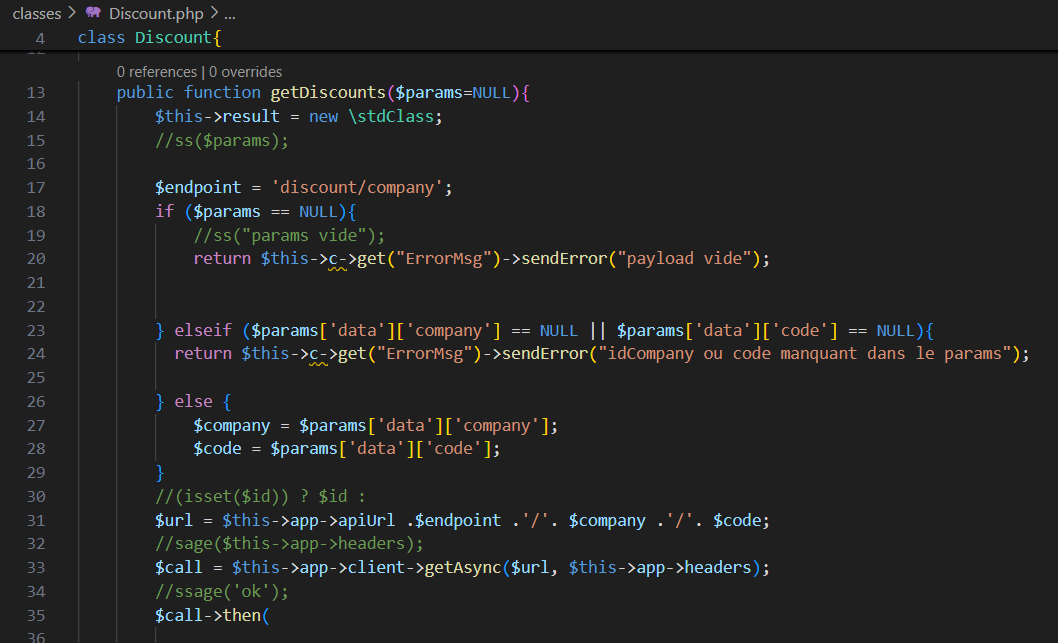 classes > Discount.php > ...
4 class Discount{
12
0 references | 0 overrides
13 public function getDiscounts($params=NULL){
14 $this->result = new \stdClass;
15 //ss($params);
16
17 $endpoint = 'discount/company';
18 if ($params == NULL){
19 //ss("params vide");
20 return $this->c->get("ErrorMsg")->sendError("payload vide");
21
22
23 } elseif ($params['data']['company'] == NULL || $params['data']['code'] == NULL){
24 return $this->c->get("ErrorMsg")->sendError("idCompany ou code manquant dans le params");
25
26 } else {
27 $company = $params['data']['company'];
28 $code = $params['data']['code'];
29 }
30 //(isset($id)) ? $id :
31 $url = $this->app->apiUrl .$endpoint .'/'. $company .'/'. $code;
32 //sage($this->app->headers);
33 $call = $this->app->client->getAsync($url, $this->app->headers);
34 //ssage('ok');
35 $call->then(
36